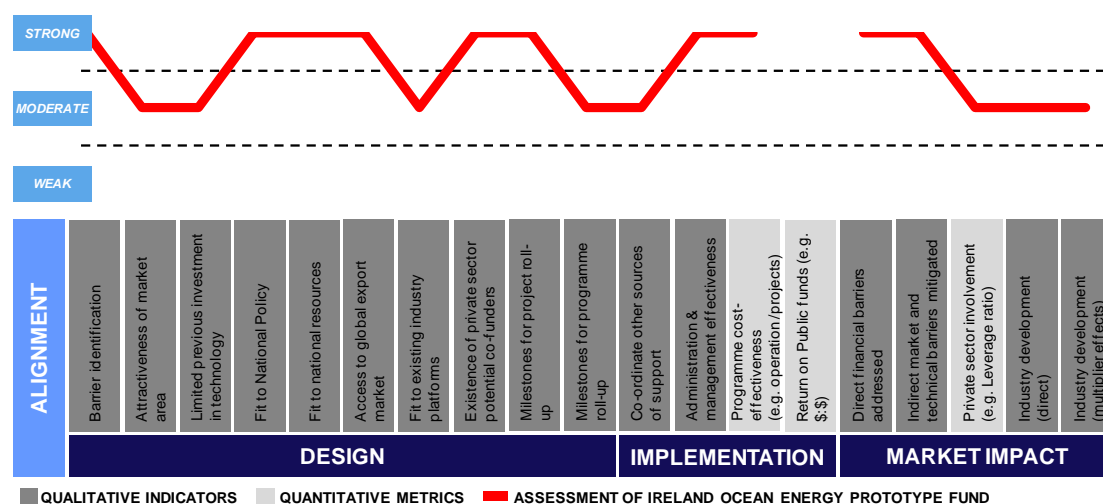 STRONG
MODERATE
WEAK
ALIGNMENT
Barrier identification
Attractiveness of market
area
Limited previous investment
in technology
Fit to National Policy
Fit to national resources
Access to global export
market
Fit to existing industry
platforms
Existence of private sector
potential co-funders
Milestones for project roll-
up
Milestones for programme
roll-up
Co-ordinate other sources
of support
Administration &
management effectiveness
Programme cost-
effectiveness
(e.g. operation /projects)
Return on Public funds (e.g.
$:$)
Direct financial barriers
addressed
Indirect market and
technical barriers mitigated
Private sector involvement
(e.g. Leverage ratio)
Industry development
(direct)
Industry development
(multiplier effects)
DESIGN
IMPLEMENTATION
MARKET IMPACT
QUALITATIVE INDICATORS
QUANTITATIVE METRICS
ASSESSMENT OF IRELAND OCEAN ENERGY PROTOTYPE FUND